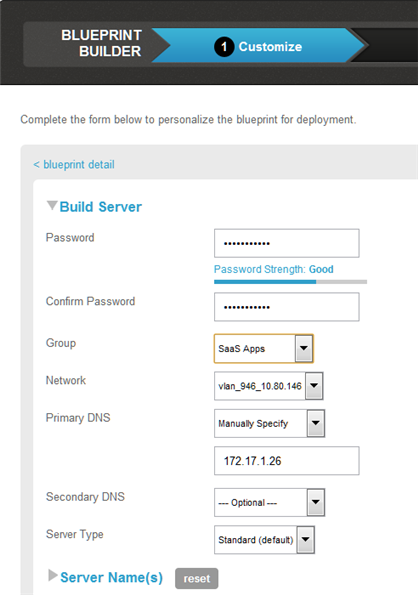 BLUEPRINT
BUILDER
1 Customize
Complete the form below to personalize the blueprint for deployment.
< blueprint detail
Build Server
Password
•••••••••••
Password Strength: Good
Confirm Password
•••••••••••
Group
SaaS Apps
Network
vlan_946_10.80.146
Primary DNS
Manually Specify
172.17.1.26
Secondary DNS
--- Optional ---
Server Type
Standard (default)
Server Name(s) reset